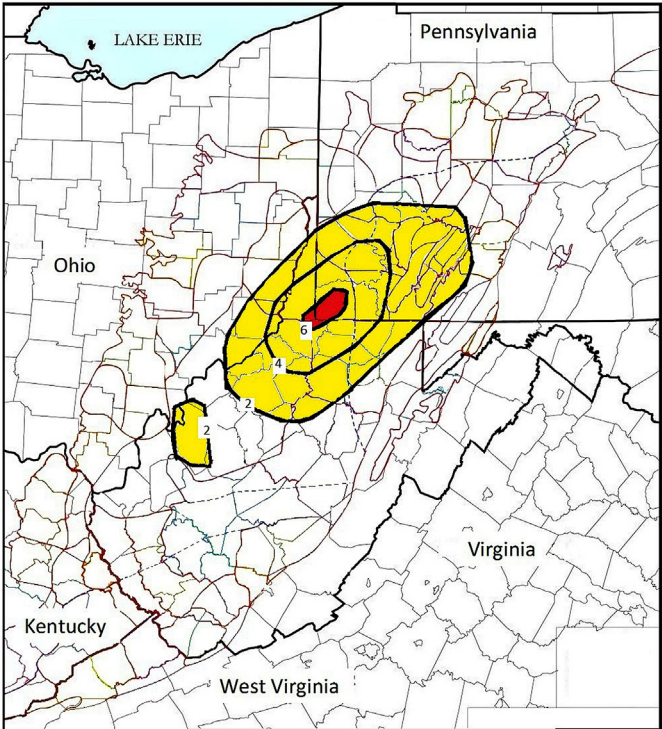 LAKE ERIE
Pennsylvania
Ohio
6
4
2
2
Virginia
Kentucky
West Virginia